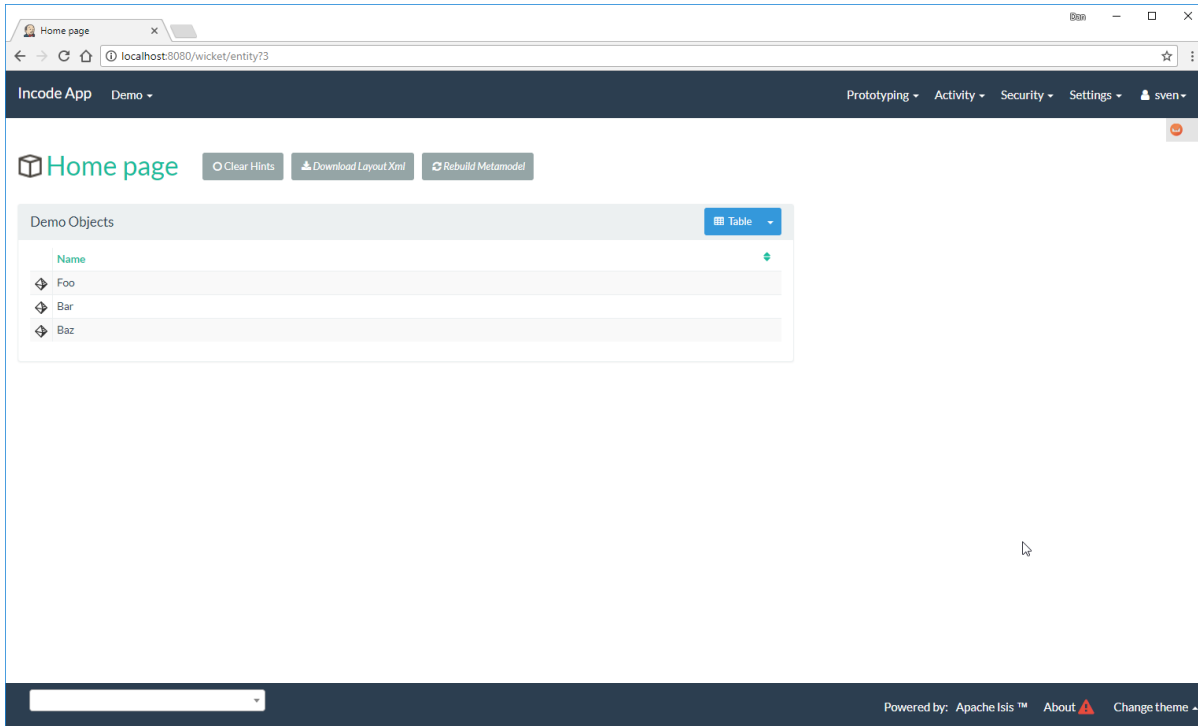 Dan
Home page
localhost:8080/wicket/entity?3
Incode App Demo Prototyping Activity Security Settings sven
Home page Clear Hints Download Layout Xml Rebuild Metamodel
Demo Objects Table
Name
Foo
Bar
Baz
Powered by: Apache Isis ™ About Change theme